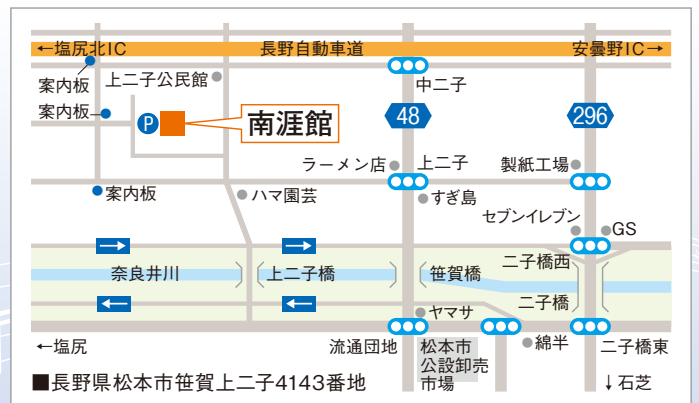 ←塩尻北IC
長野自動車道
安曇野IC→
案内板
上二子公民館
中二子
案内板
P
南涯館
48
296
ラーメン店
上二子
製紙工場
案内板
ハマ園芸
すぎ島
セブンイレブン
GS
→
→
二子橋西
奈良井川
上二子橋
笹賀橋
←
←
二子橋
ヤマサ
←塩尻
流通団地
松本市
公設卸売
市場
綿半
二子橋東
■長野県松本市笹賀上二子4143番地
↓石芝